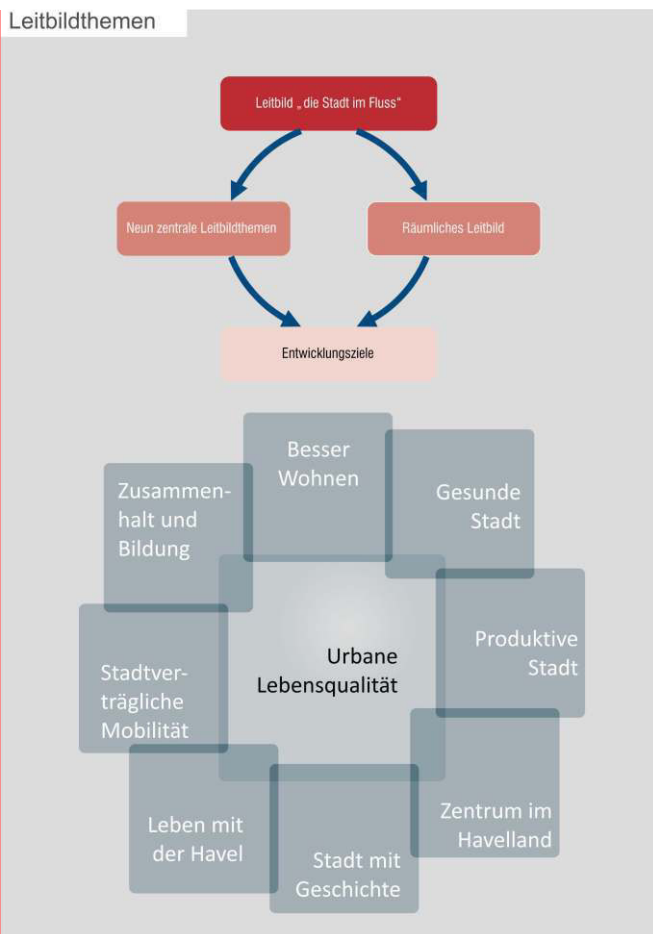 Leitbildthemen
Leitbild „ die Stadt im Fluss“
Neun zentrale Leitbildthemen
Räumliches Leitbild
Entwicklungsziele
Besser
Wohnen
Zusammen-
halt und
Bildung
Gesunde
Stadt
Urbane
Lebensqualität
Produktive
Stadt
Stadtver-
trägliche
Mobilität
Leben mit
der Havel
Stadt mit
Geschichte
Zentrum im
Havelland